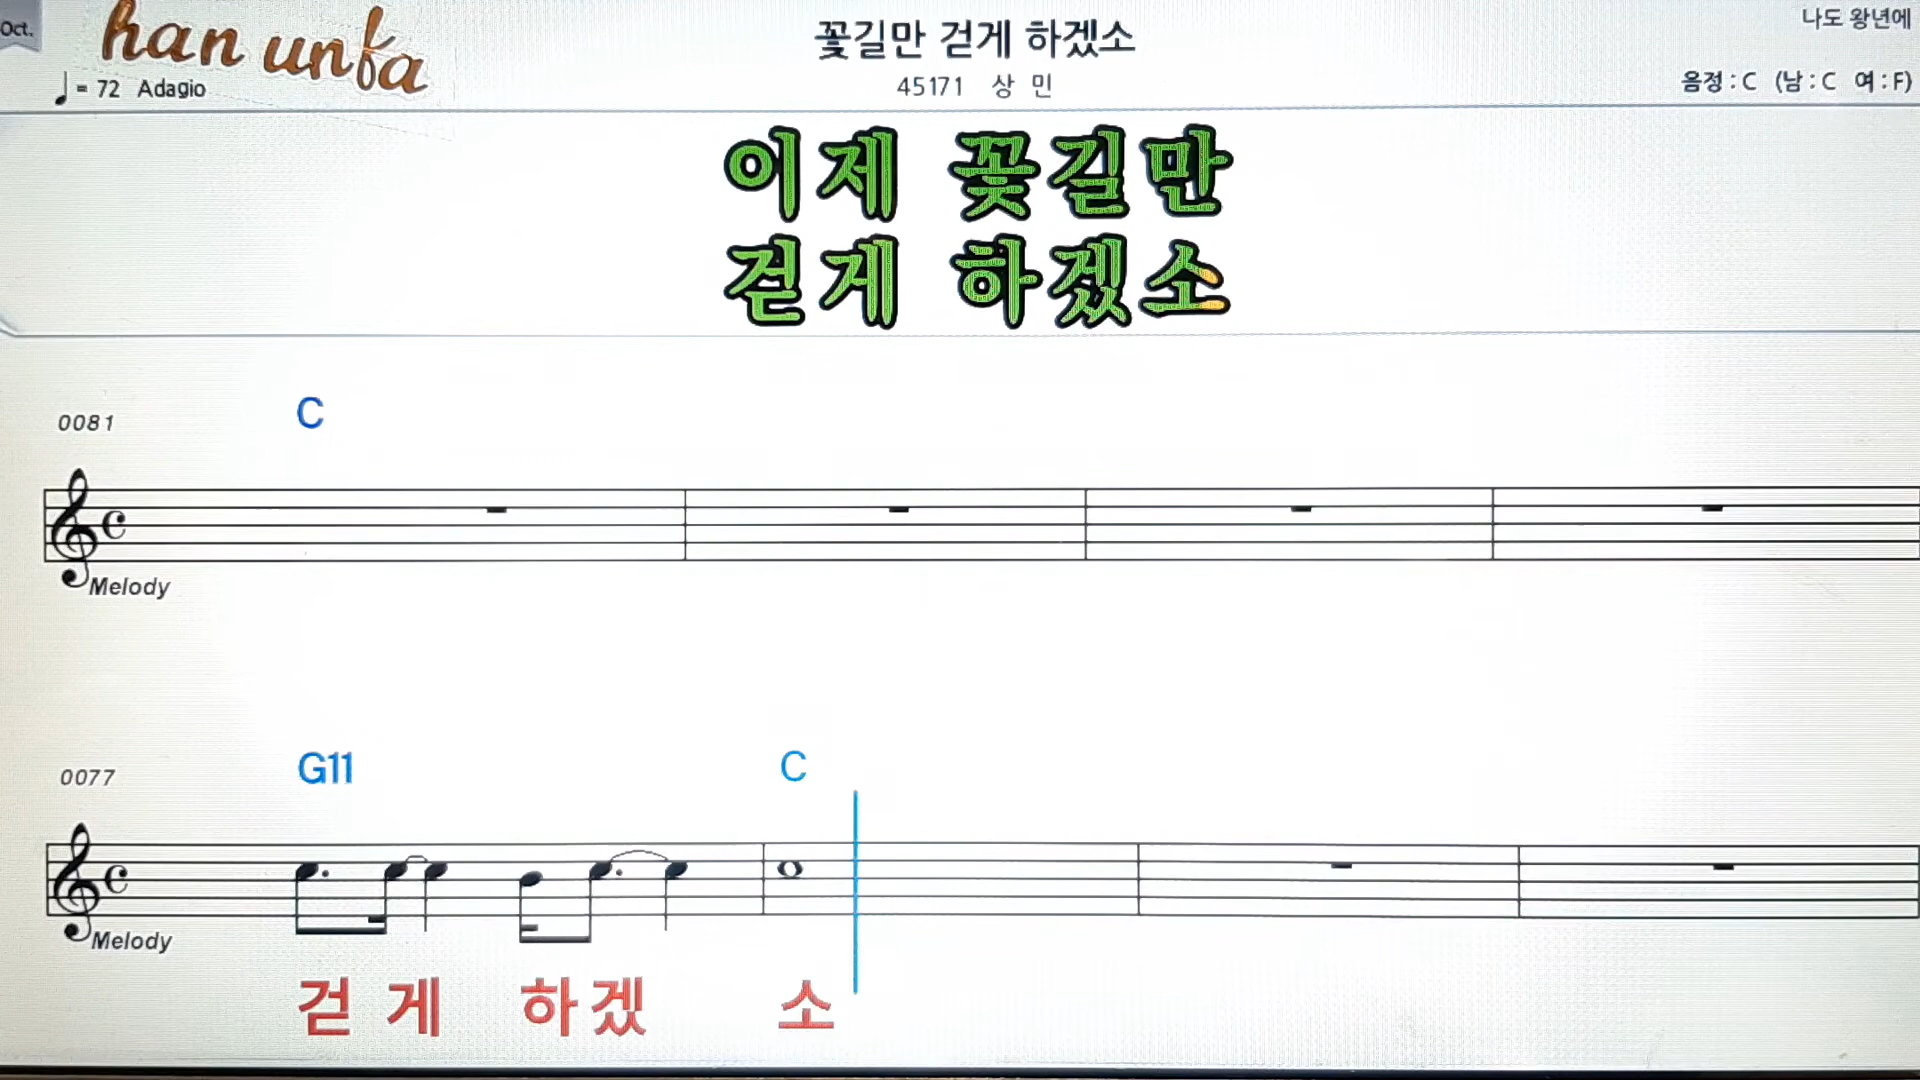 Oct.
han unfa
꽃길만 걷게 하겠소
나도 왕년에
♩ = 72 Adagio
45171 상 민
음정 : C (남 : C 여 : F)
이제 꽃길만
걷게 하겠소
0081
C
Melody
0077
G11 C
Melody
걷 게 하겠 소